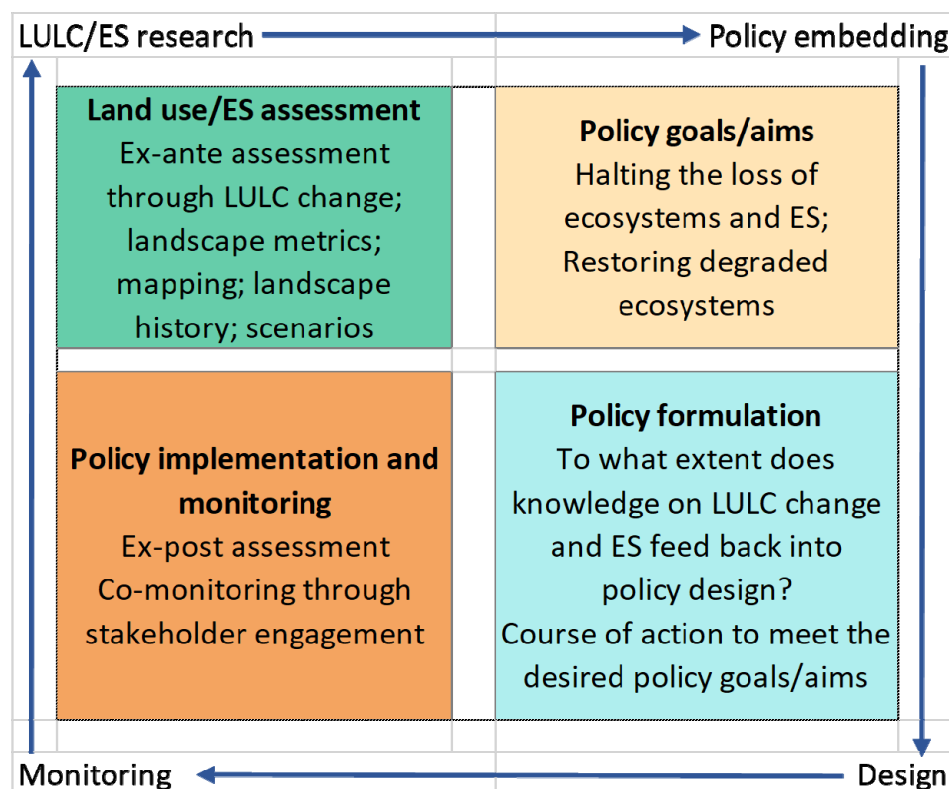 LULC/ES research
Policy embedding
Land use/ES assessment
Ex-ante assessment
through LULC change;
landscape metrics;
mapping; landscape
history; scenarios
Policy goals/aims
Halting the loss of
ecosystems and ES;
Restoring degraded
ecosystems
Policy implementation and
monitoring
Ex-post assessment
Co-monitoring through
stakeholder engagement
Policy formulation
To what extent does
knowledge on LULC change
and ES feed back into
policy design?
Course of action to meet the
desired policy goals/aims
Monitoring
Design